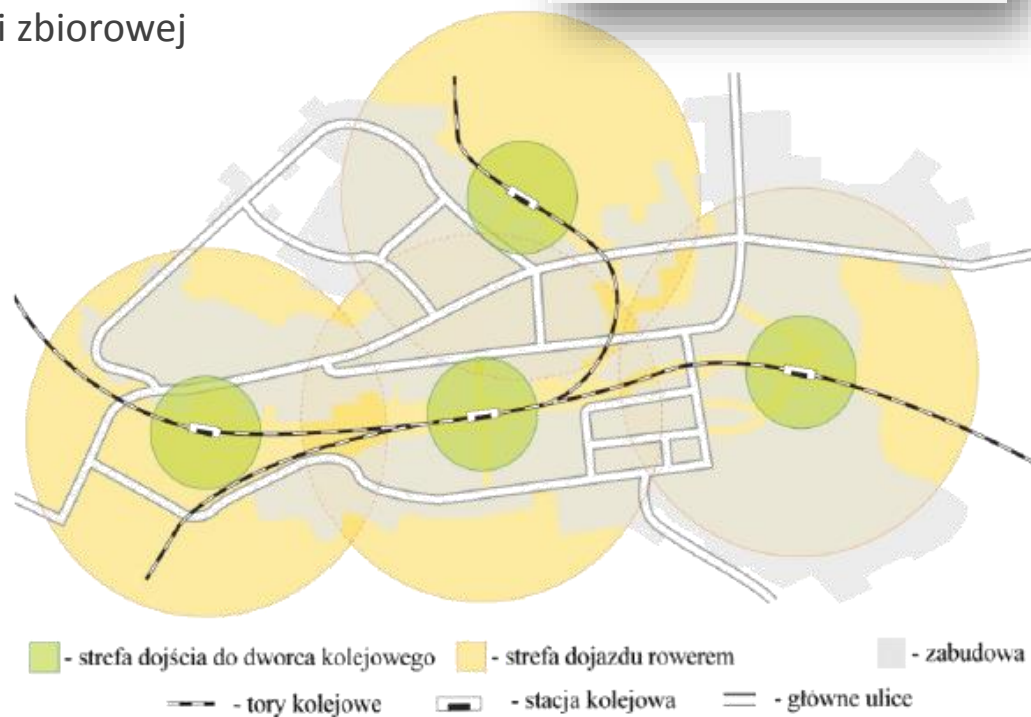 i zbiorowej
- strefa dojścia do dworca kolejowego - strefa dojazdu rowerem - zabudowa
- tory kolejowe - stacja kolejowa - główne ulice